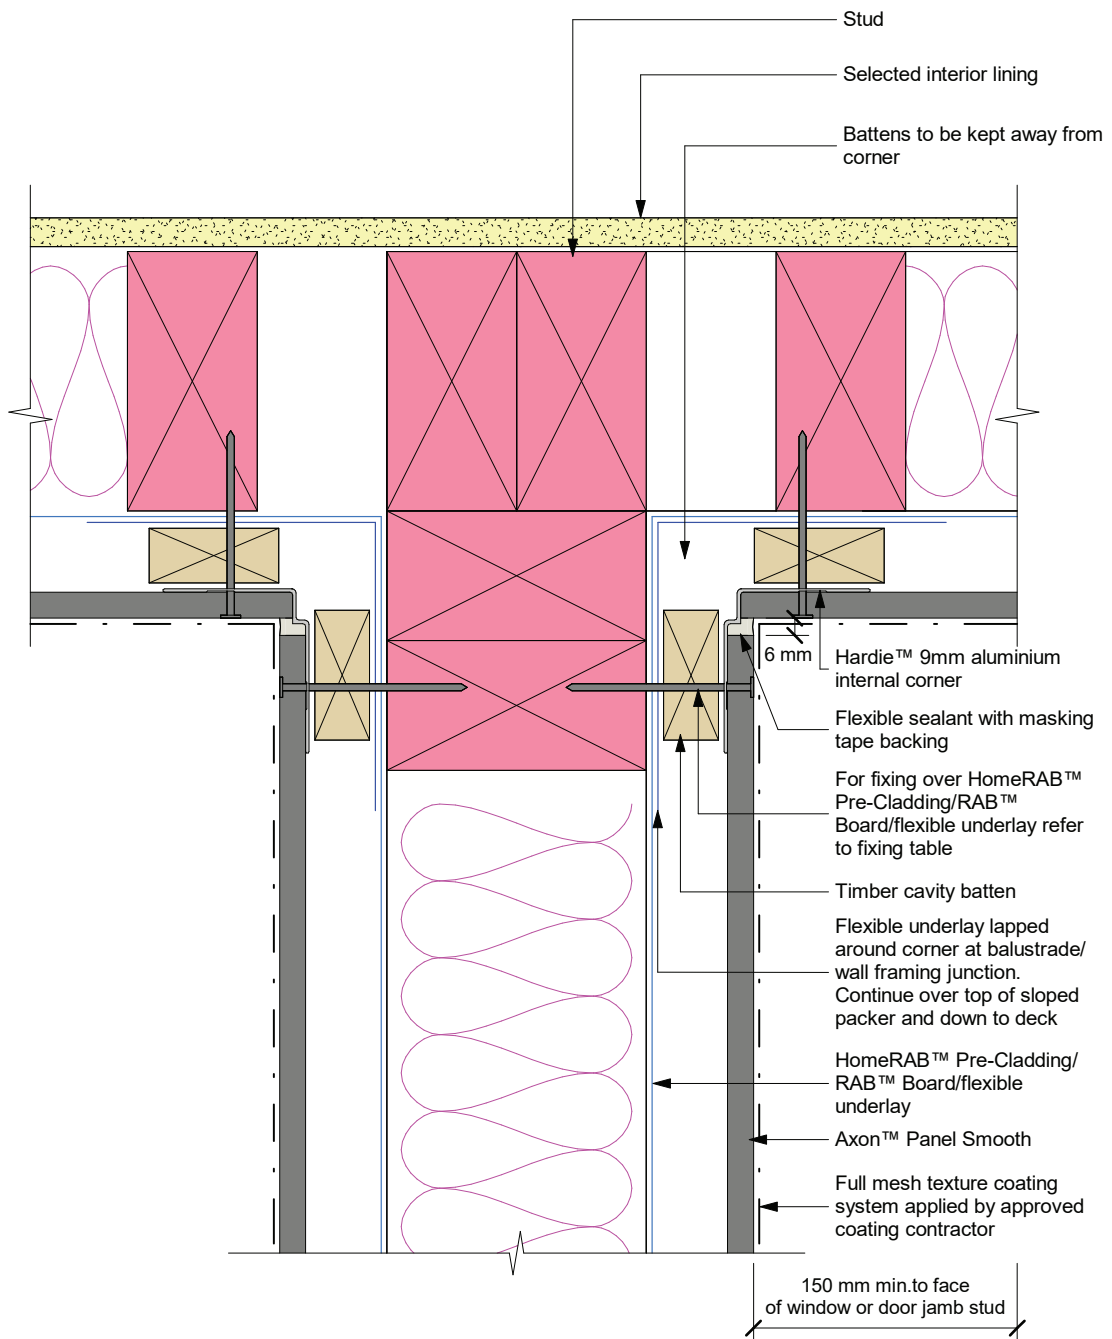 Stud
Selected interior lining
Battens to be kept away from
corner
6 mm
Hardie™ 9mm aluminium
internal corner
Flexible sealant with masking
tape backing
For fixing over HomeRAB™
Pre-Cladding/RAB™
Board/flexible underlay refer
to fixing table
Timber cavity batten
Flexible underlay lapped
around corner at balustrade/
wall framing junction.
Continue over top of sloped
packer and down to deck
HomeRAB™ Pre-Cladding/
RAB™ Board/flexible
underlay
Axon™ Panel Smooth
Full mesh texture coating
system applied by approved
coating contractor
150 mm min.to face
of window or door jamb stud